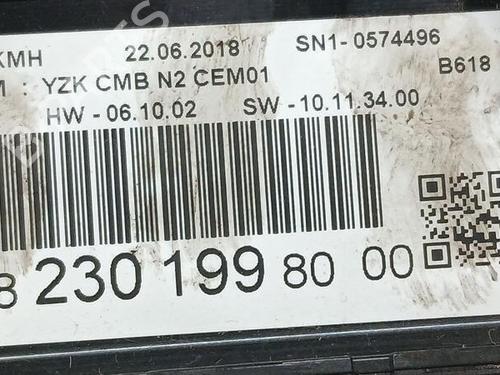 KMH 22.06.2018 SN1- 0574496
M : YZK CMB N2 CEM01 B618
HW - 06.10.02 SW - 10.11.34.00
8 230 199 80 00